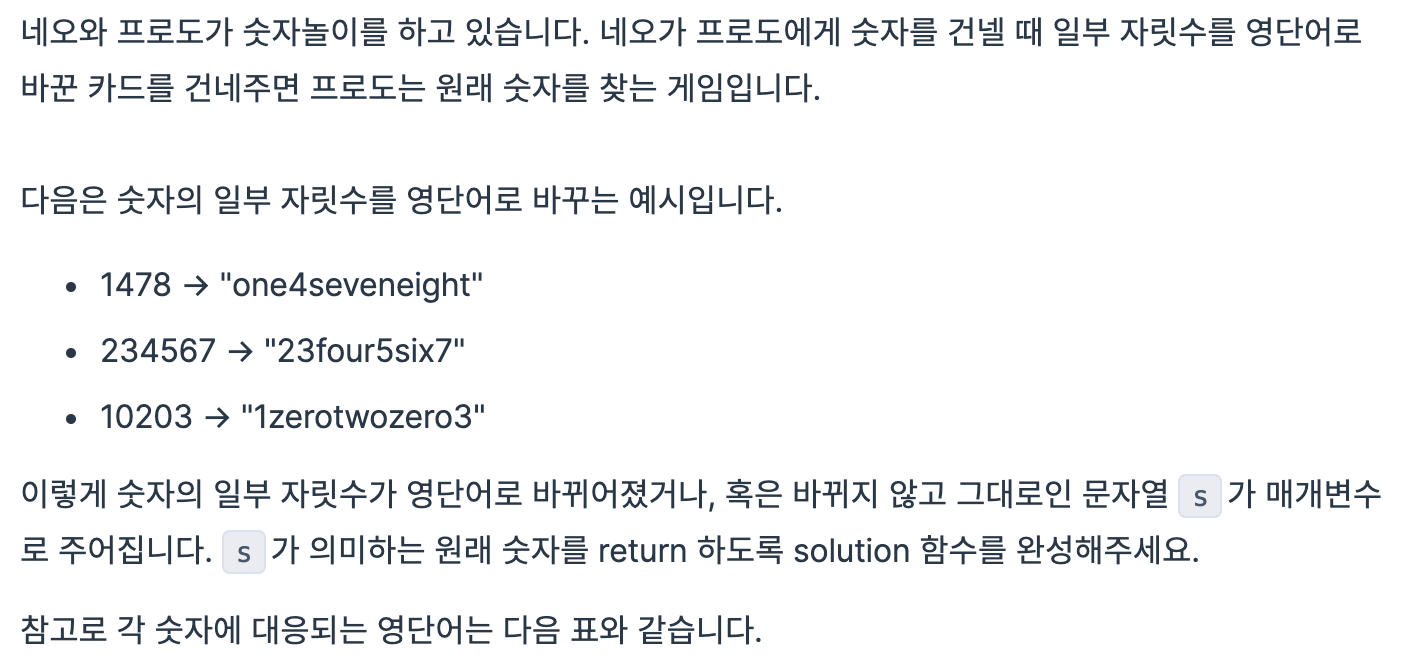 네오와 프로도가 숫자놀이를 하고 있습니다. 네오가 프로도에게 숫자를 건넬 때 일부 자릿수를 영단어로
바꾼 카드를 건네주면 프로도는 원래 숫자를 찾는 게임입니다.
다음은 숫자의 일부 자릿수를 영단어로 바꾸는 예시입니다.
• 1478 → "one4seveneight"
• 234567 → "23four5six7"
• 10203 → "1zerotwozero3"
이렇게 숫자의 일부 자릿수가 영단어로 바뀌어졌거나, 혹은 바뀌지 않고 그대로인 문자열 s 가 매개변수
로 주어집니다. s 가 의미하는 원래 숫자를 return 하도록 solution 함수를 완성해주세요.
참고로 각 숫자에 대응되는 영단어는 다음 표와 같습니다.